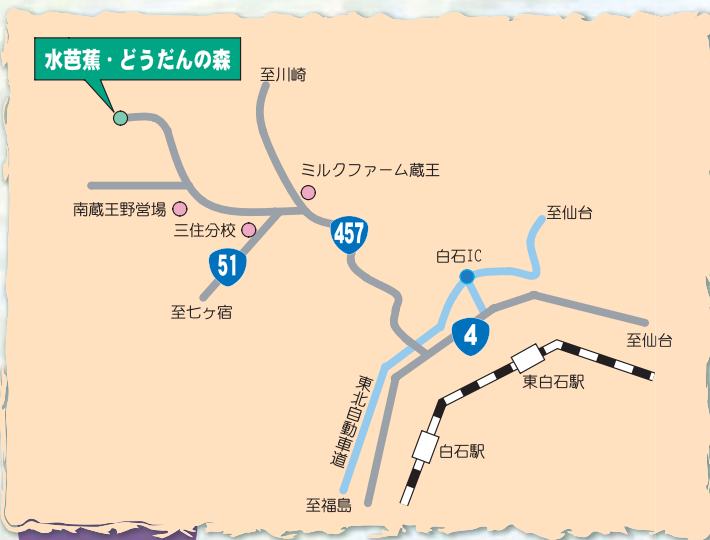 水芭蕉・どうだんの森
至川崎
ミルクファーム蔵王
南蔵王野営場
三住分校
457
至仙台
51
白石IC
至七ヶ宿
4
至仙台
東白石駅
東北自動車道
白石駅
至福島